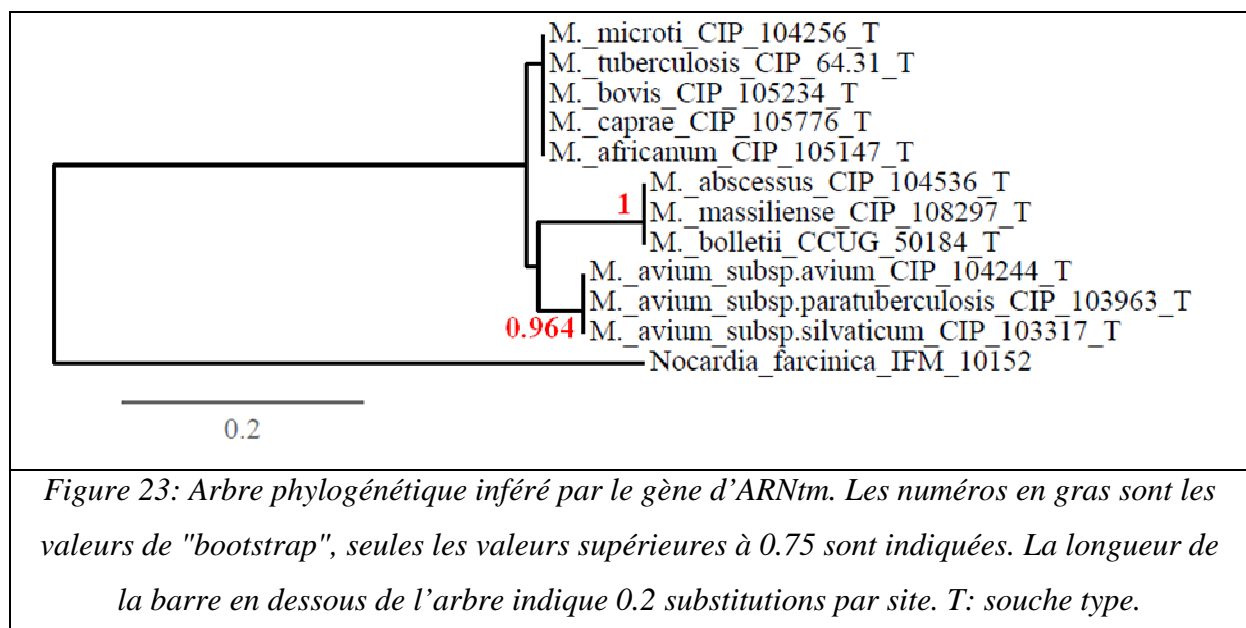 M._microti_CIP_104256_T
M._tuberculosis_CIP_64.31_T
M._bovis_CIP_105234_T
M._caprae_CIP_105776_T
M._africanum_CIP_105147_T
M._abscessus_CIP_104536_T
1
M._massiliense_CIP_108297_T
M._bolletii_CCUG_50184_T
M._avium_subsp.avium_CIP_104244_T
M._avium_subsp.paratuberculosis_CIP_103963_T
0.964
M._avium_subsp.silvaticum_CIP_103317_T
Nocardia_farcinica_IFM_10152
0.2
Figure 23: Arbre phylogénétique inféré par le gène d’ARNtm. Les numéros en gras sont les
valeurs de "bootstrap", seules les valeurs supérieures à 0.75 sont indiquées. La longueur de
la barre en dessous de l’arbre indique 0.2 substitutions par site. T: souche type.